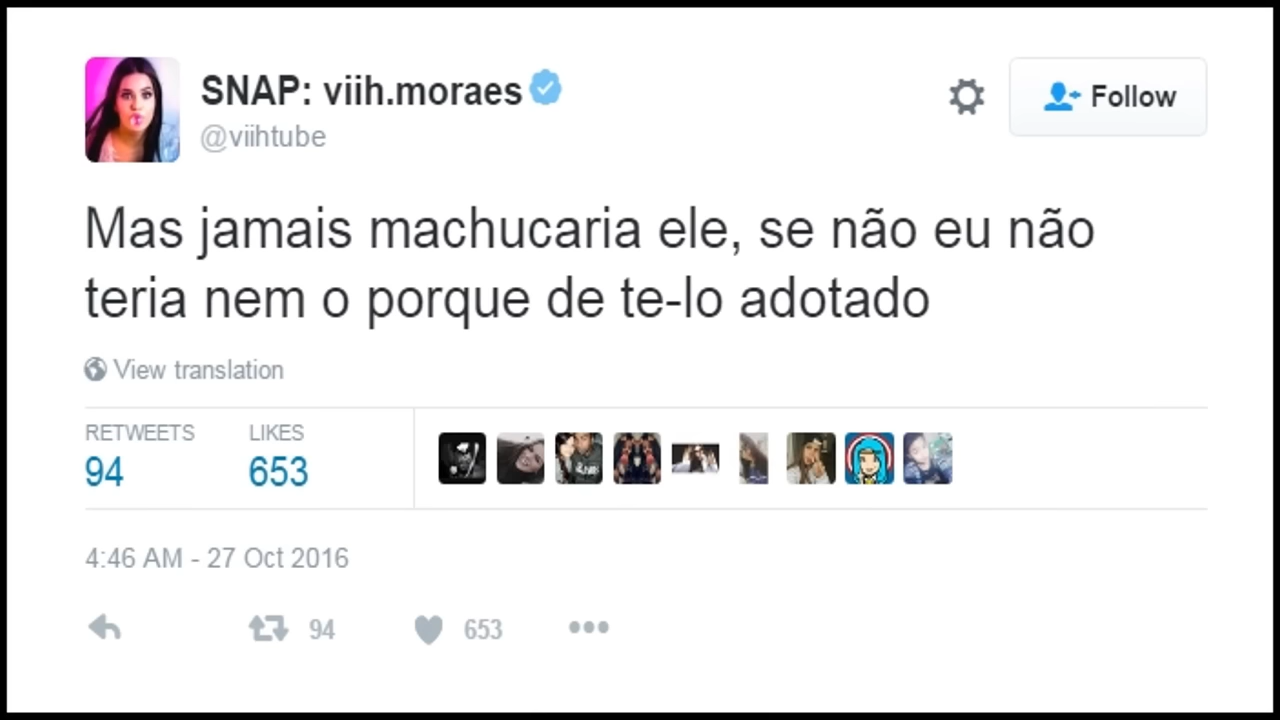 SNAP: viih.moraes
@viihtube
Follow
Mas jamais machucaria ele, se não eu não
teria nem o porque de te-lo adotado
View translation
RETWEETS LIKES
94 653
4:46 AM - 27 Oct 2016
94 653